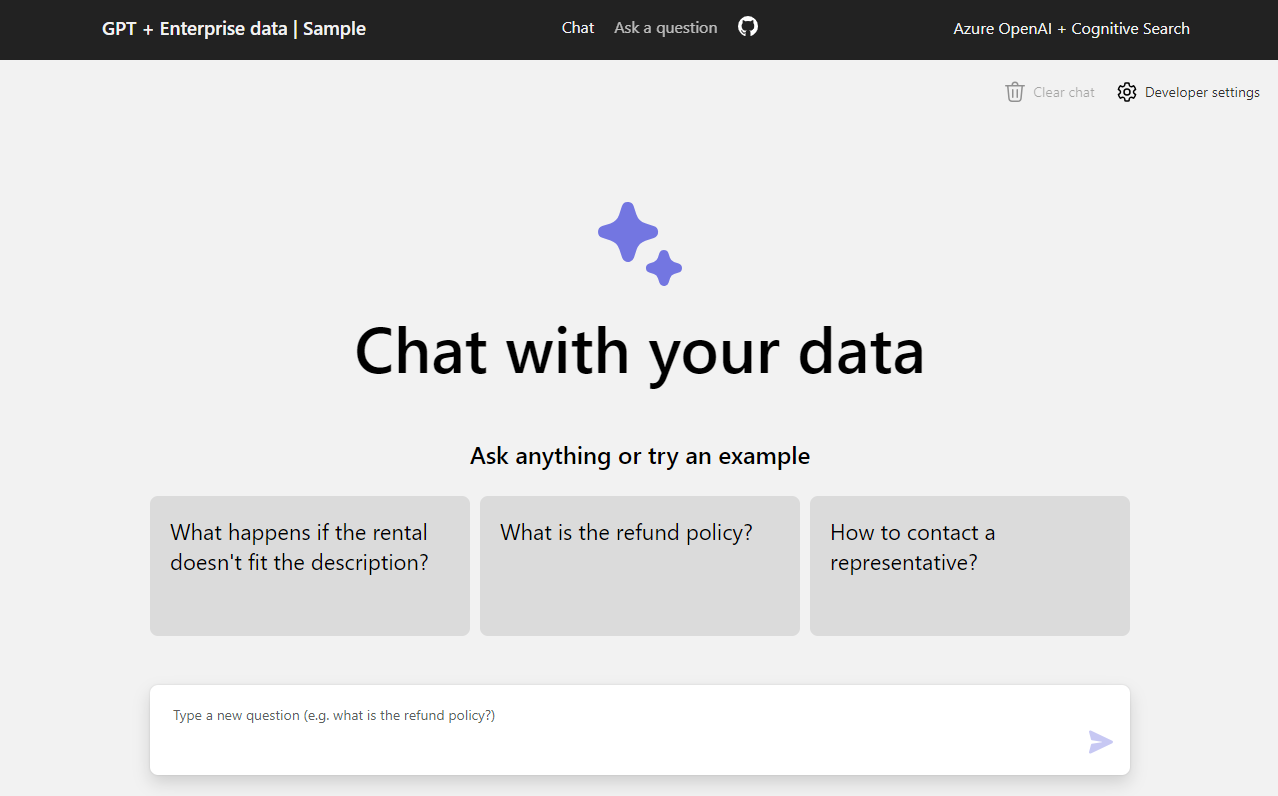 GPT + Enterprise data | Sample
Chat
Ask a question
Azure OpenAI + Cognitive Search
Clear chat
Developer settings
Chat with your data
Ask anything or try an example
What happens if the rental
doesn't fit the description?
What is the refund policy?
How to contact a
representative?
Type a new question (e.g. what is the refund policy?)